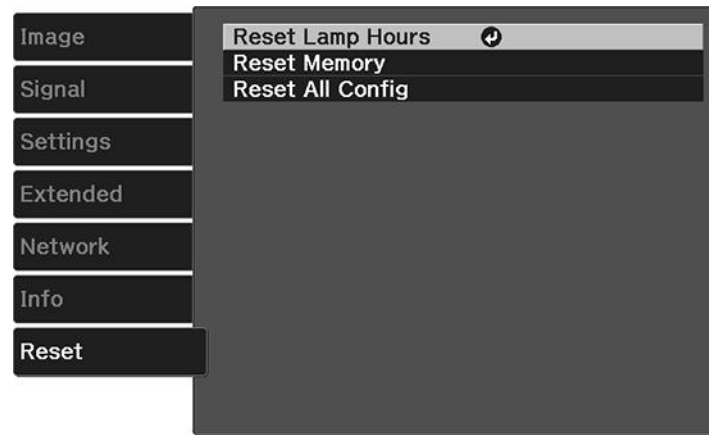 Image
Signal
Settings
Extended
Network
Info
Reset
Reset Lamp Hours
Reset Memory
Reset All Config